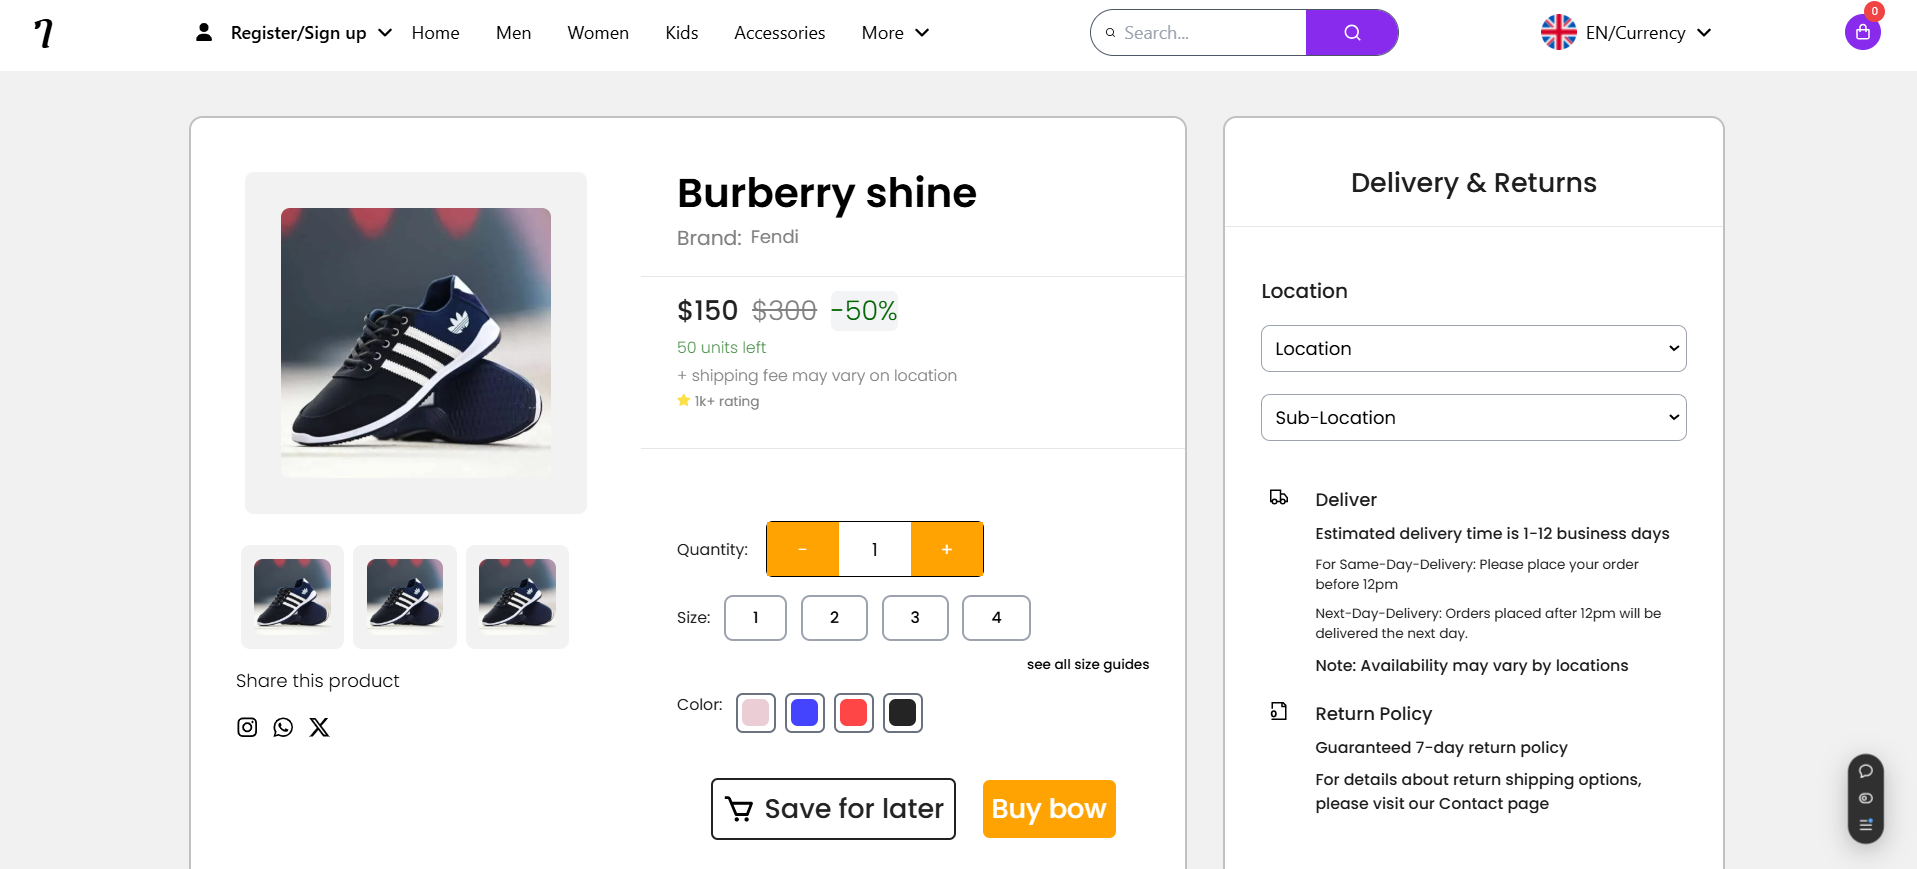 Register/Sign up
Home
Men
Women
Kids
Accessories
More
Search...
EN/Currency
0
Burberry shine
Brand: Fendi
$150 $300 -50%
50 units left
+ shipping fee may vary on location
1k+ rating
Quantity: - 1 +
Size: 1 2 3 4
see all size guides
Color:
Save for later
Buy bow
Share this product
Delivery & Returns
Location
Location
Sub-Location
Deliver
Estimated delivery time is 1-12 business days
For Same-Day-Delivery: Please place your order
before 12pm
Next-Day-Delivery: Orders placed after 12pm will be
delivered the next day.
Note: Availability may vary by locations
Return Policy
Guaranteed 7-day return policy
For details about return shipping options,
please visit our Contact page